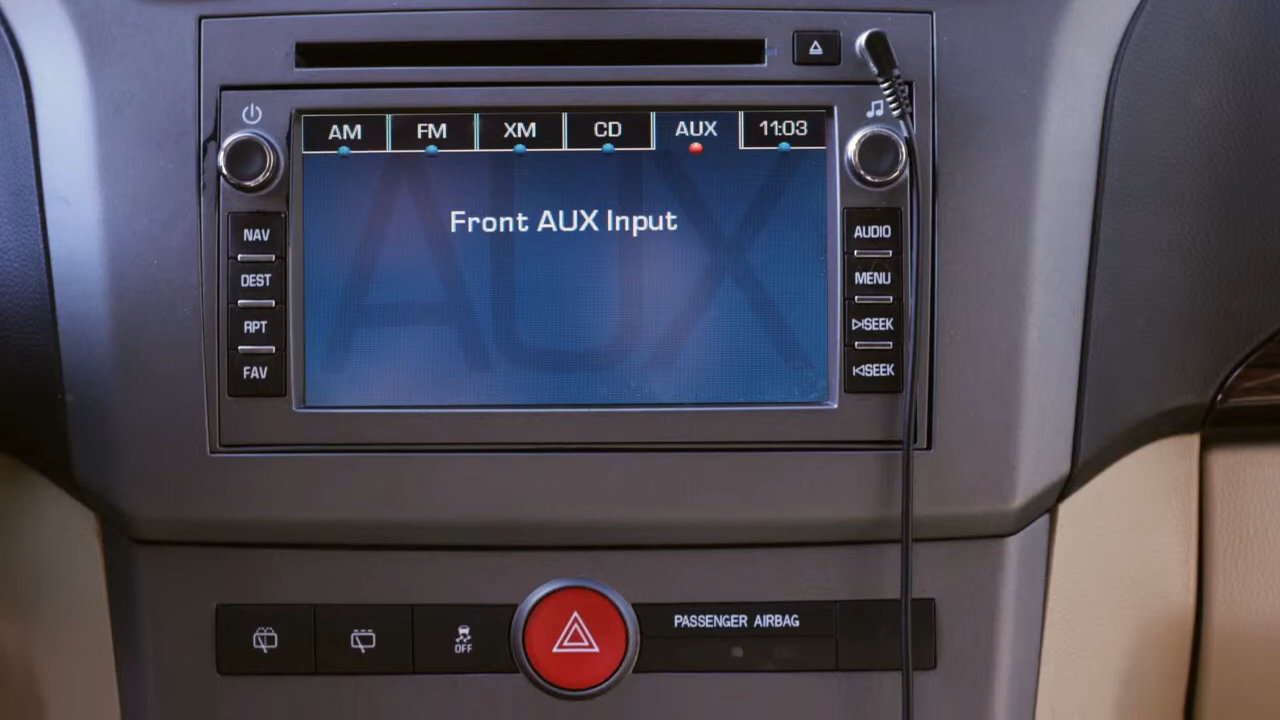 AM FM XM CD AUX 11:03
Front AUX Input
AUX
NAV
DEST
RPT
FAV
AUDIO
MENU
SEEK
SEEK
OFF
PASSENGER AIRBAG